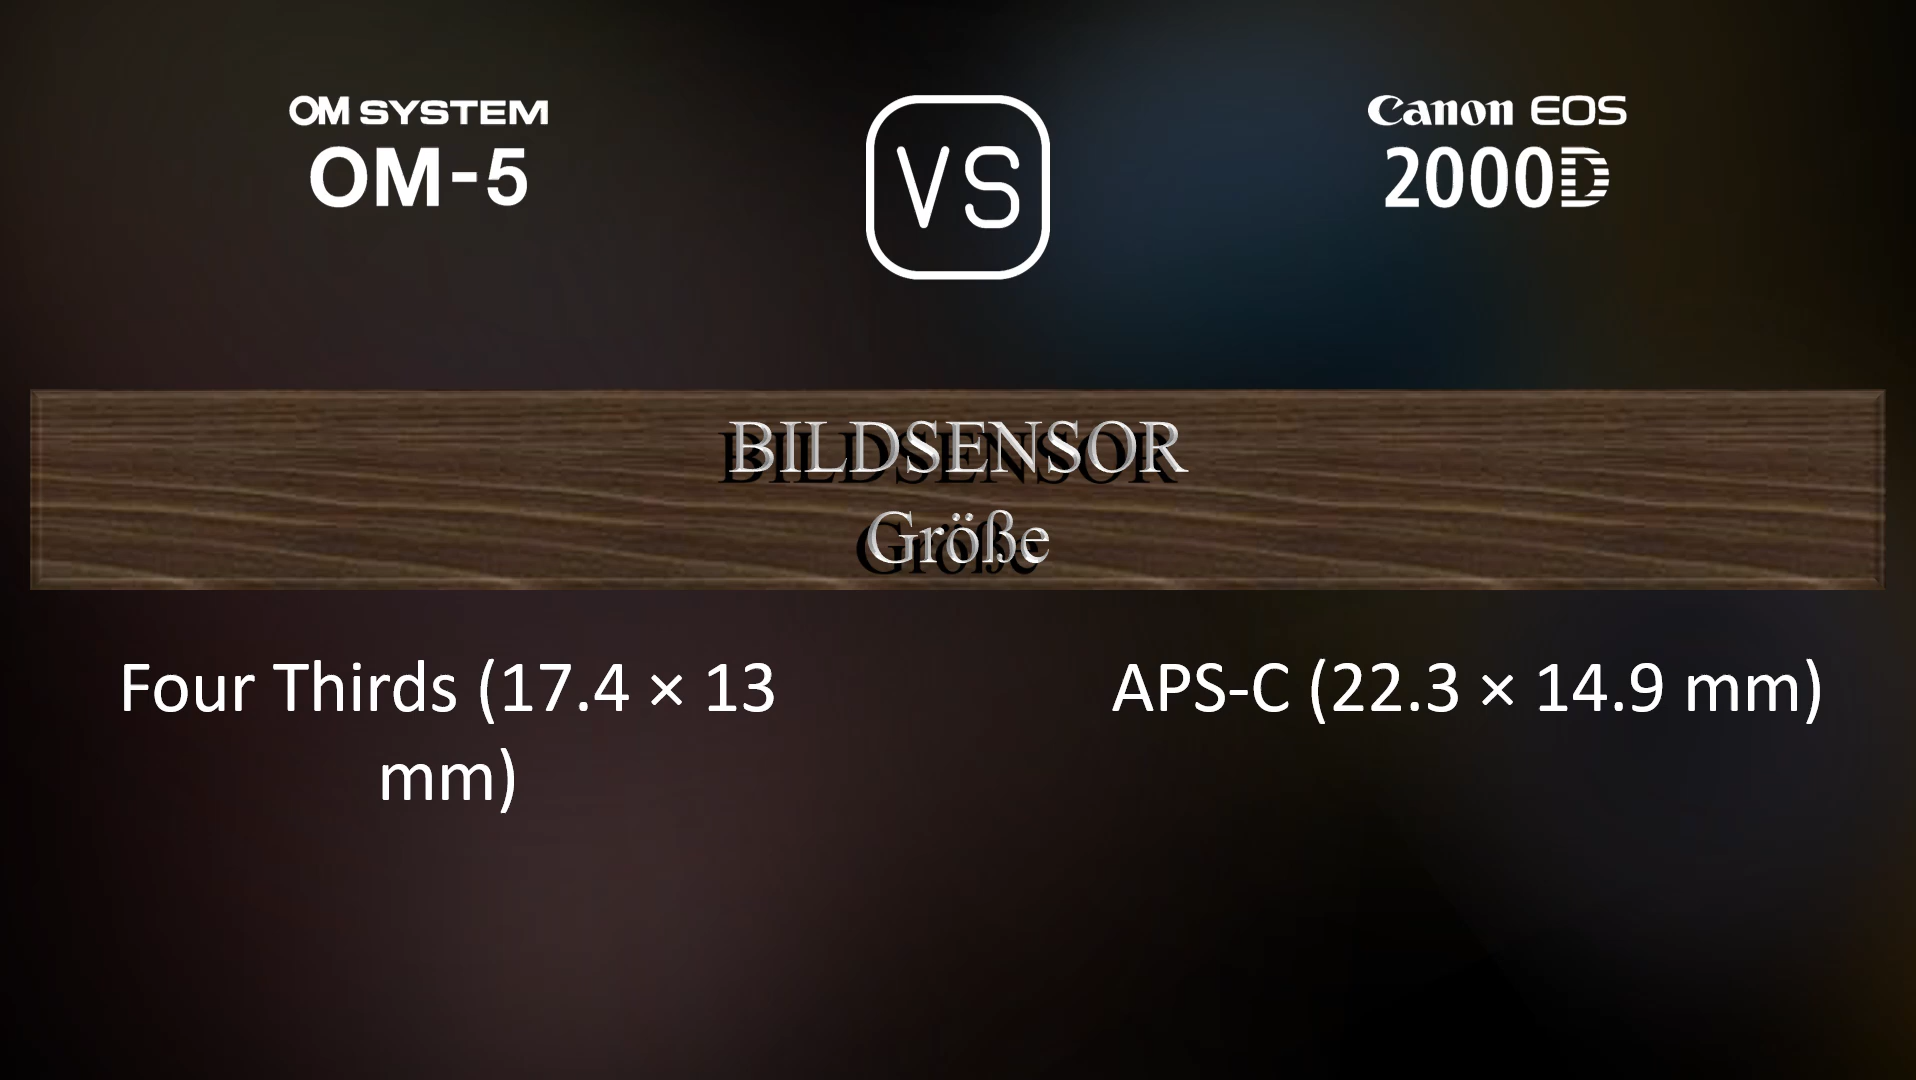 OM SYSTEM
OM-5
VS
Canon EOS
2000D
BILDSENSOR
Größe
Four Thirds (17.4 × 13
mm)
APS-C (22.3 × 14.9 mm)